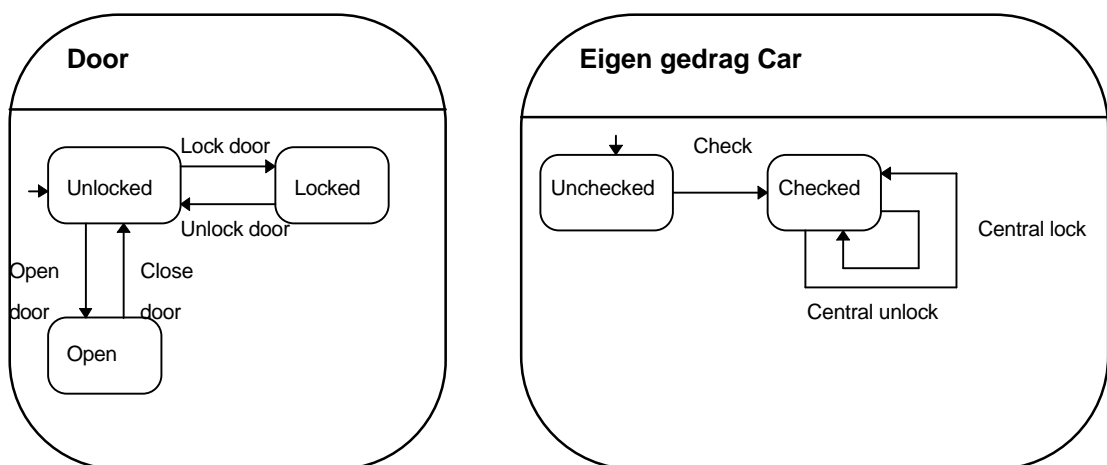 Door
Lock door
Unlocked
Locked
Unlock door
Open
door
Close
door
Open
Eigen gedrag Car
Check
Unchecked
Checked
Central lock
Central unlock